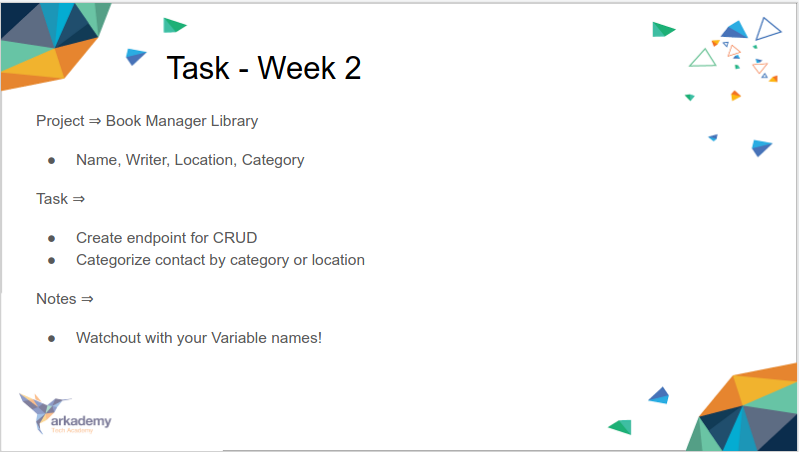 Task - Week 2
Project ⇒ Book Manager Library
● Name, Writer, Location, Category
Task ⇒
● Create endpoint for CRUD
● Categorize contact by category or location
Notes ⇒
● Watchout with your Variable names!
arkademy
Tech Academy